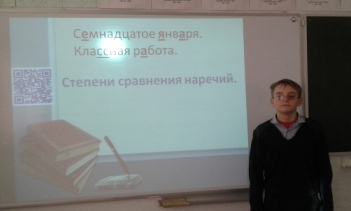 Семнадцатое января.
Классная работа.
Степени сравнения наречий.